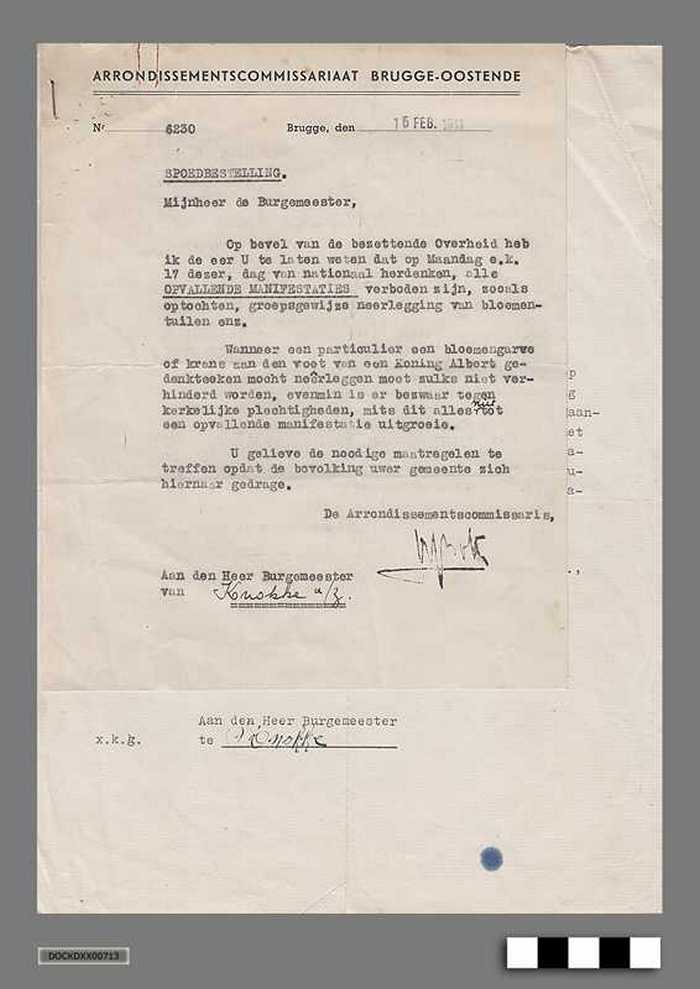 ARRONDISSEMENTSCOMMISSARIAAT BRUGGE-OOSTENDE
Nr 6230 Brugge, den 15 FEB. 1941
SPOEDBESTELLING.
Mijnheer de Burgemeester,
Op bevel van de bezettende Overheid heb
ik de eer U te laten weten dat op Maandag e.k.
17 dezer, dag van nationaal herdenken, alle
OPVALLENDE MANIFESTATIES verboden zijn, zooals
optochten, groepsgewijze neerlegging van bloemen-
tuilen enz.
Wanneer een particulier een bloemengarve
of krans aan den voet van een Koning Albert ge-
denkteeken mocht neerleggen moet zulks niet ver-
hinderd worden, evenmin is er bezwaar tegen
kerkelijke plechtigheden, mits dit alles niet tot
een opvallende manifestatie uitgroeie.
U gelieve de noodige maatregelen te
treffen opdat de bevolking uwer gemeente zich
hiernaar gedrage.
De Arrondissementscommissaris,
Aan den Heer Burgemeester
van Knokke a/z.
p
g
aan-
et
a-
u-
a-
.,
Aan den Heer Burgemeester
x.k.g. te Knokke
DOCKDXX00713